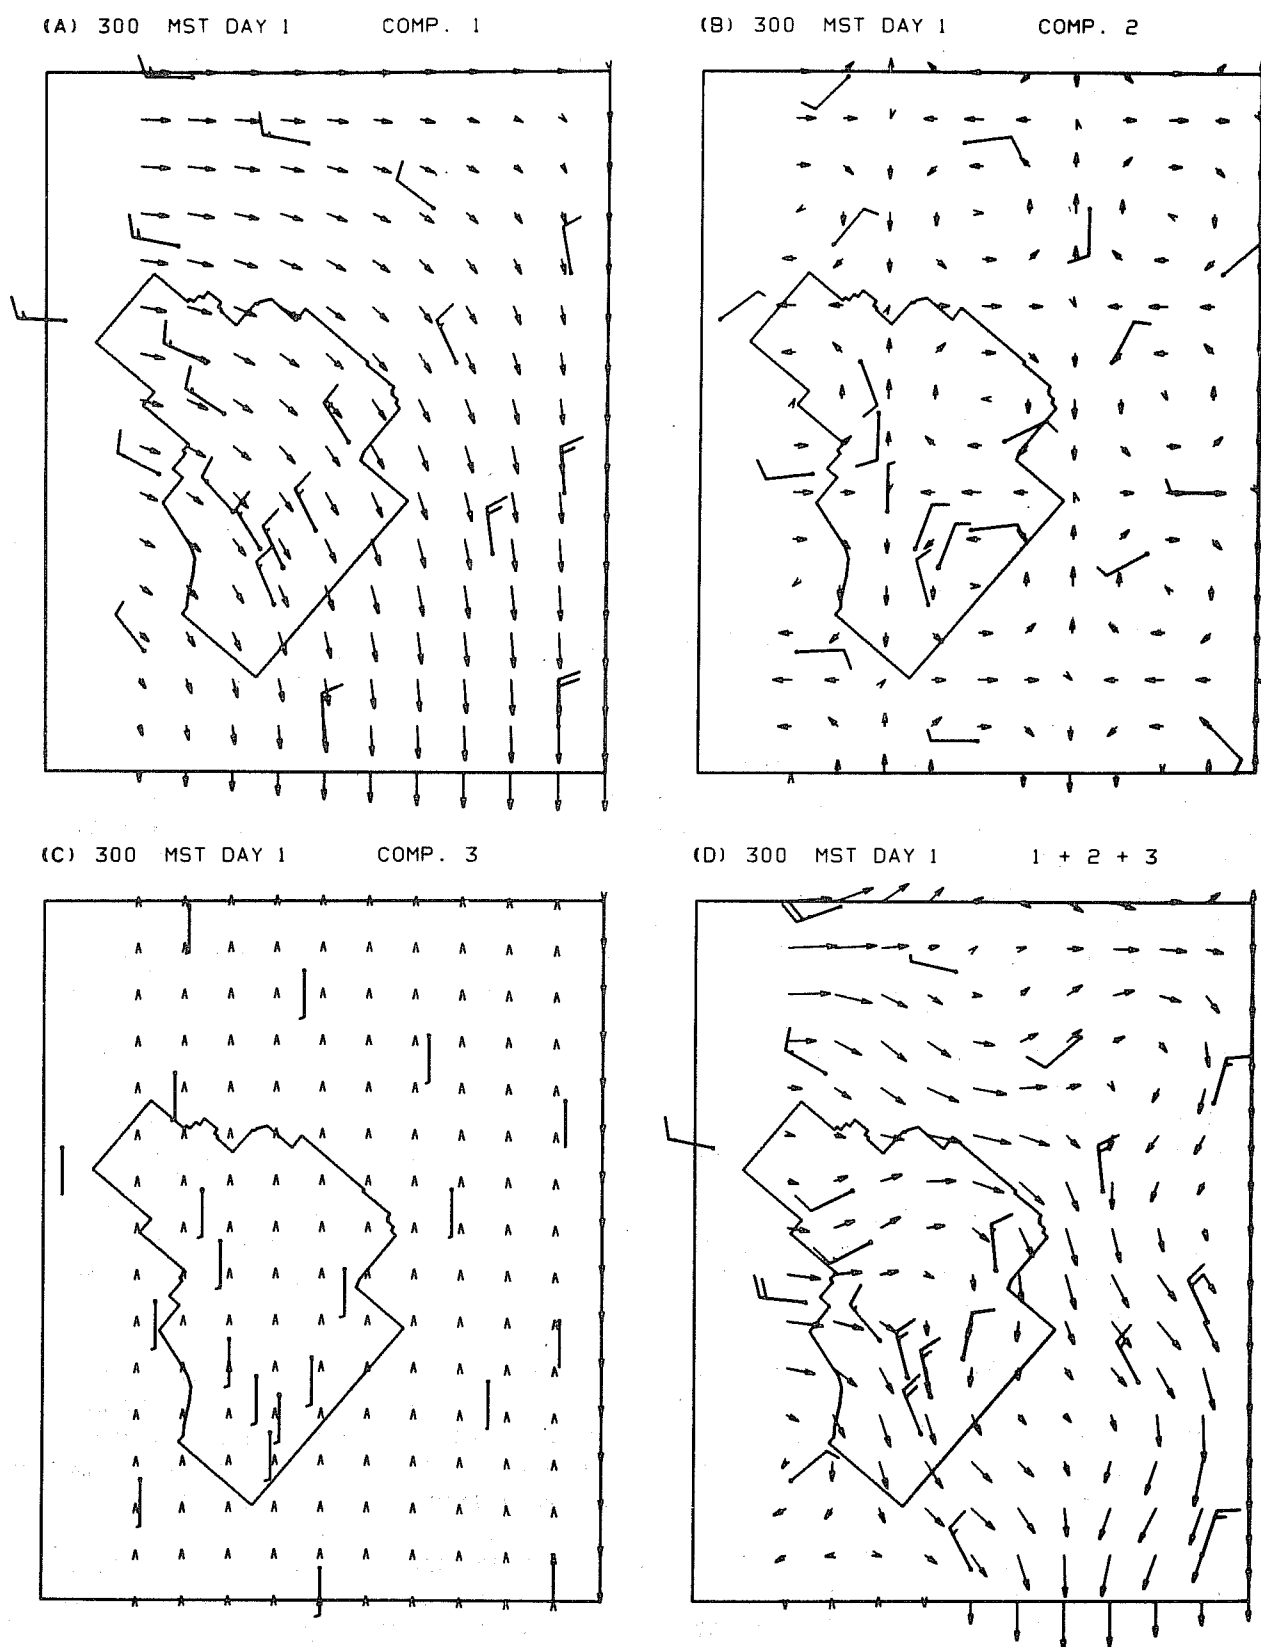 (A) 300 MST DAY 1 COMP. 1
(B) 300 MST DAY 1 COMP. 2
(C) 300 MST DAY 1 COMP. 3
(D) 300 MST DAY 1 1 + 2 + 3